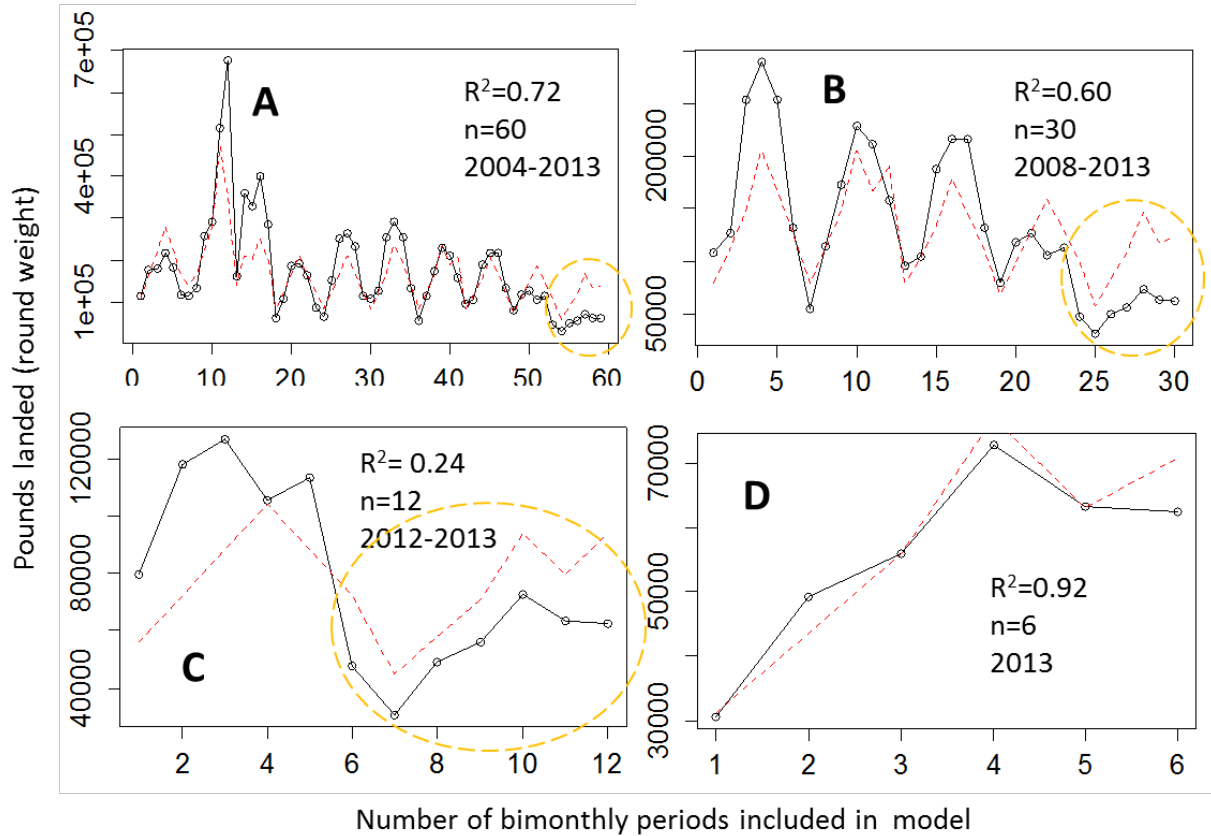 Pounds landed (round weight)
7e+05
4e+05
1e+05
A
R²=0.72
n=60
2004-2013
0 10 20 30 40 50 60
200000
50000
B
R²=0.60
n=30
2008-2013
0 5 10 15 20 25 30
120000
80000
40000
C
R²= 0.24
n=12
2012-2013
2 4 6 8 10 12
70000
50000
30000
D
R²=0.92
n=6
2013
1 2 3 4 5 6
Number of bimonthly periods included in model